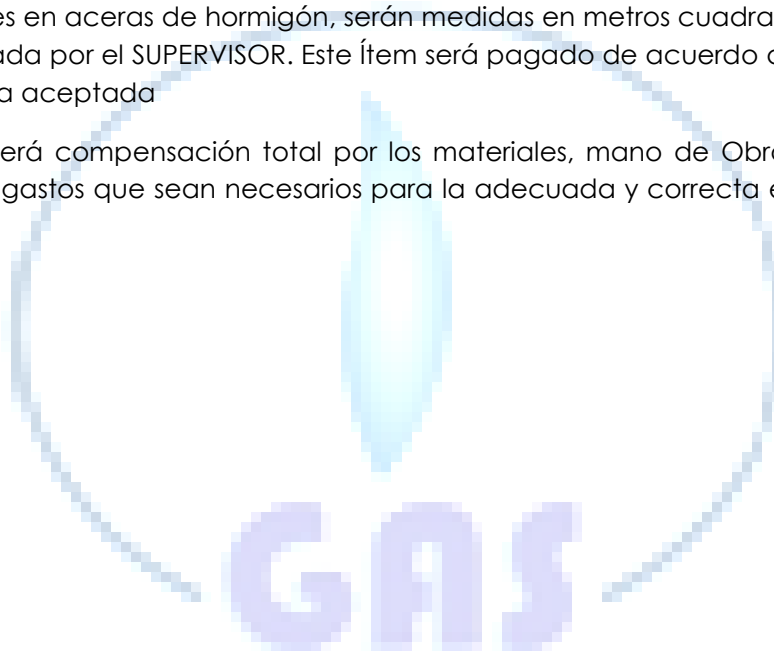 es en aceras de hormigón, serán medidas en metros cuadra
ada por el SUPERVISOR. Este Ítem será pagado de acuerdo
a aceptada
erá compensación total por los materiales, mano de Obra
gastos que sean necesarios para la adecuada y correcta
GAS